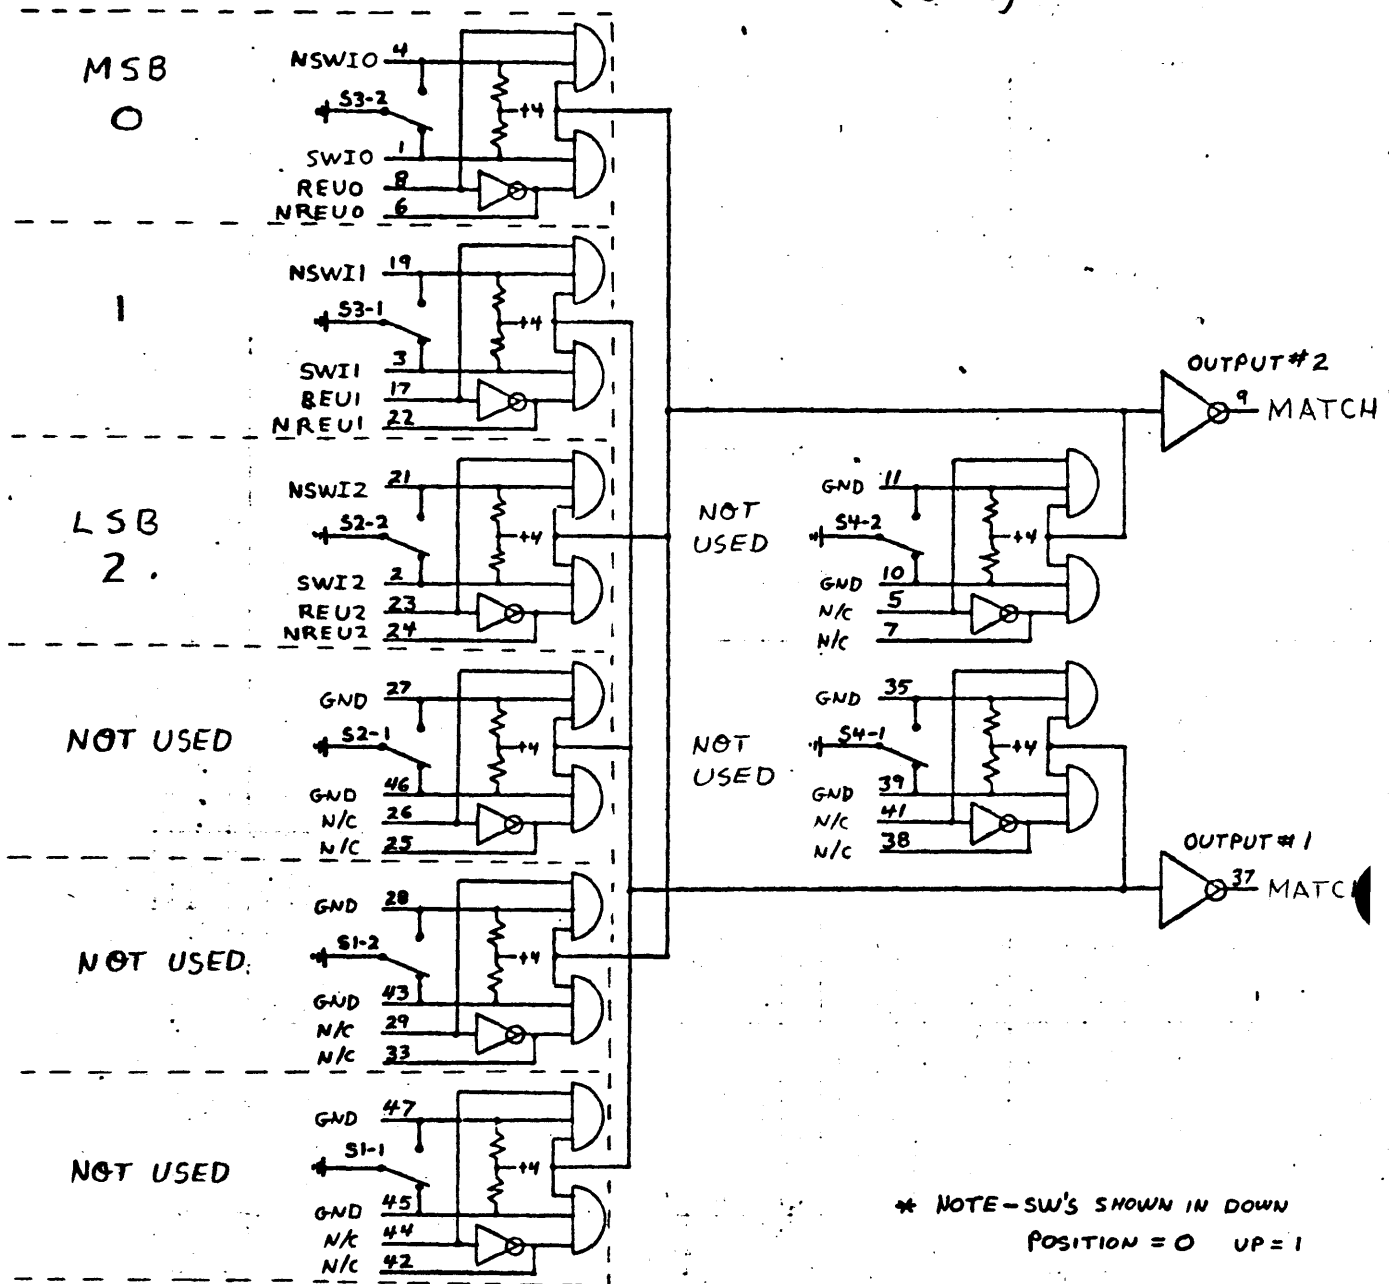 MSB
0
NSWI0 4
S3-2
+4
SWI0 1
REU0 8
NREU0 6
1
NSWI1 19
S3-1
+4
SWI1 3
REU1 17
NREU1 22
LSB
2 .
NSWI2 21
S2-2
+4
SWI2 2
REU2 23
NREU2 24
NOT USED
GND 27
S2-1
+4
GND 46
N/C 26
N/C 25
NOT USED
GND 28
S1-2
+4
GND 43
N/C 29
N/C 33
NOT USED
GND 47
S1-1
+4
GND 45
N/C 44
N/C 42
OUTPUT #2
9 MATCH
NOT
USED
GND 11
S4-2
+4
GND 10
N/C 5
N/C 7
NOT
USED
GND 35
S4-1
+4
GND 39
N/C 41
N/C 38
OUTPUT #1
37
* NOTE-SW'S SHOWN IN DOWN
POSITION = 0 UP = 1